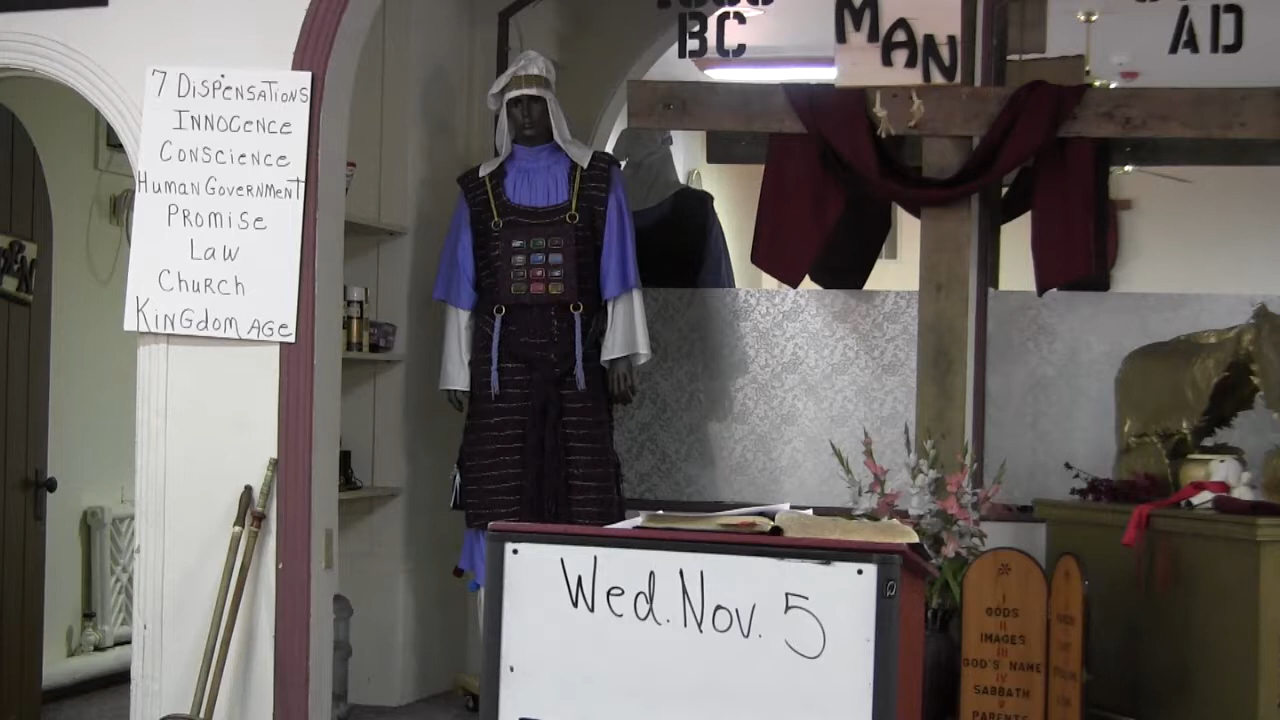 7 DISPENSATIONS
INNOCENCE
CONSCIENCE
HUMAN GOVERNMENT
PROMISE
LAW
CHURCH
KINGDOM AGE
BC
MAN
AD
Wed. Nov. 5
I
GODS
II
IMAGES
III
GOD'S NAME
IV
SABBATH
V
PARENTS